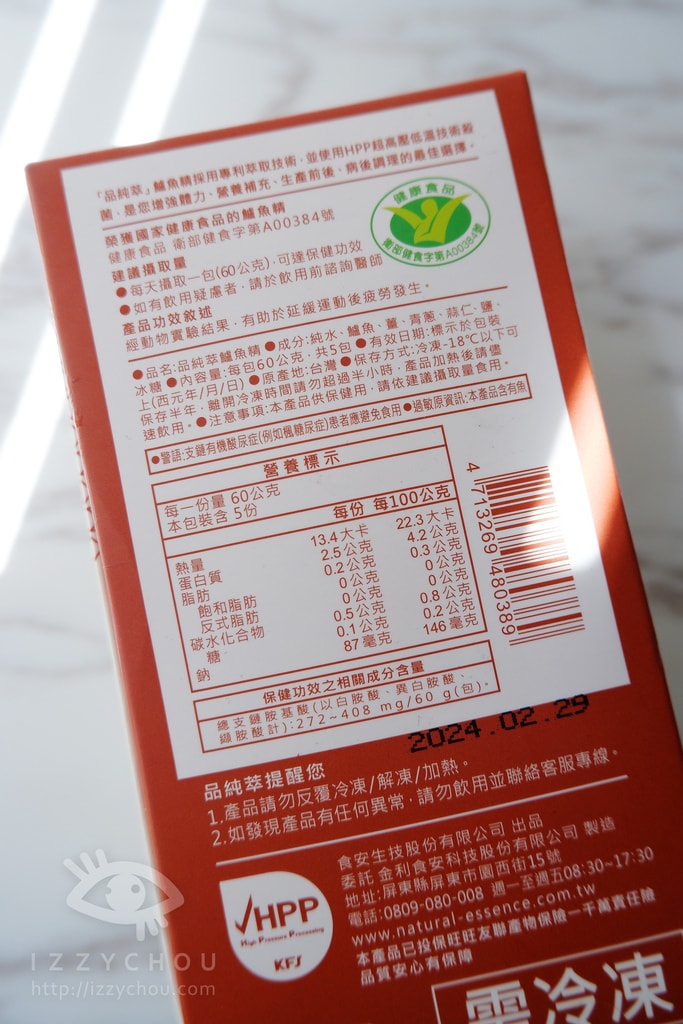 「品純萃」鱸魚精採用專利萃取技術,並使用HPP超高壓低溫技術殺
菌,是您增強體力、營養補充、生產前後、病後調理的最佳選擇。
榮獲國家健康食品的鱸魚精
健康食品 衛部健食字第A00384號
健康食品
衛部健食字第A00384號
建議攝取量
●每天攝取一包(60公克),可達保健功效
●如有飲用疑慮者,請於飲用前諮詢醫師
產品功效敘述
經動物實驗結果,有助於延緩運動後疲勞發生。
●品名:品純萃鱸魚精●成分:純水、鱸魚、薑、青蔥、蒜仁、鹽、
冰糖●內容量:每包60公克,共5包●有效日期:標示於包裝
上(西元年/月/日)●原產地:台灣●保存方式:冷凍-18℃以下可
保存半年,離開冷凍時間請勿超過半小時,產品加熱後請儘
速飲用。●注意事項:本產品供保健用,請依建議攝取量食用。
●警語:支鏈有機酸尿症(例如楓糖尿症)患者應避免食用●過敏原資訊:本產品含有魚
營養標示
每一份量 60公克
本包裝含 5份
每份 每100公克
熱量 13.4大卡 22.3大卡
蛋白質 2.5公克 4.2公克
脂肪 0.2公克 0.3公克
飽和脂肪 0公克 0公克
反式脂肪 0公克 0公克
碳水化合物 0.5公克 0.8公克
糖 0.1公克 0.2公克
鈉 87毫克 146毫克
4 713269 480389
保健功效之相關成分含量
總支鏈胺基酸(以白胺酸、異白胺酸、
纈胺酸計):272~408 mg/60 g(包)。
2024.02.29
品純萃提醒您
1.產品請勿反覆冷凍/解凍/加熱。
2.如發現產品有任何異常,請勿飲用並聯絡客服專線。
食安生技股份有限公司 出品
委託 金利食安科技股份有限公司 製造
地址:屏東縣屏東市園西街15號
電話:0809-080-008 週一至週五08:30~17:30
www.natural-essence.com.tw
本產品已投保旺旺友聯產物保險一千萬責任險
品質安心有保障
HPP
High Pressure Processing
KFS
需冷凍
IZZYCHOU
http://izzychou.com